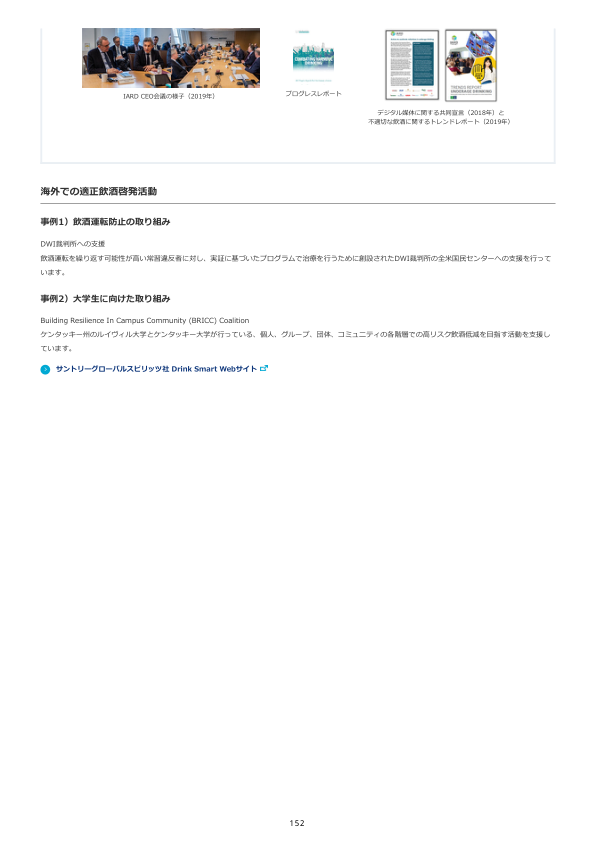 IARD CEO会議の様子（2019年）
プログレスレポート
デジタル媒体に関する共同宣言（2018年）と
不適切な飲酒に関するトレンドレポート（2019年）
海外での適正飲酒啓発活動
事例1）飲酒運転防止の取り組み
DWI裁判所への支援
飲酒運転を繰り返す可能性が高い常習違反者に対し、実証に基づいたプログラムで治療を行うために創設されたDWI裁判所の全米国民センターへの支援を行って
います。
事例2）大学生に向けた取り組み
Building Resilience In Campus Community (BRICC) Coalition
ケンタッキー州のルイヴィル大学とケンタッキー大学が行っている、個人、グループ、団体、コミュニティの各階層での高リスク飲酒低減を目指す活動を支援し
ています。
サントリーグローバルスピリッツ社 Drink Smart Webサイト
152